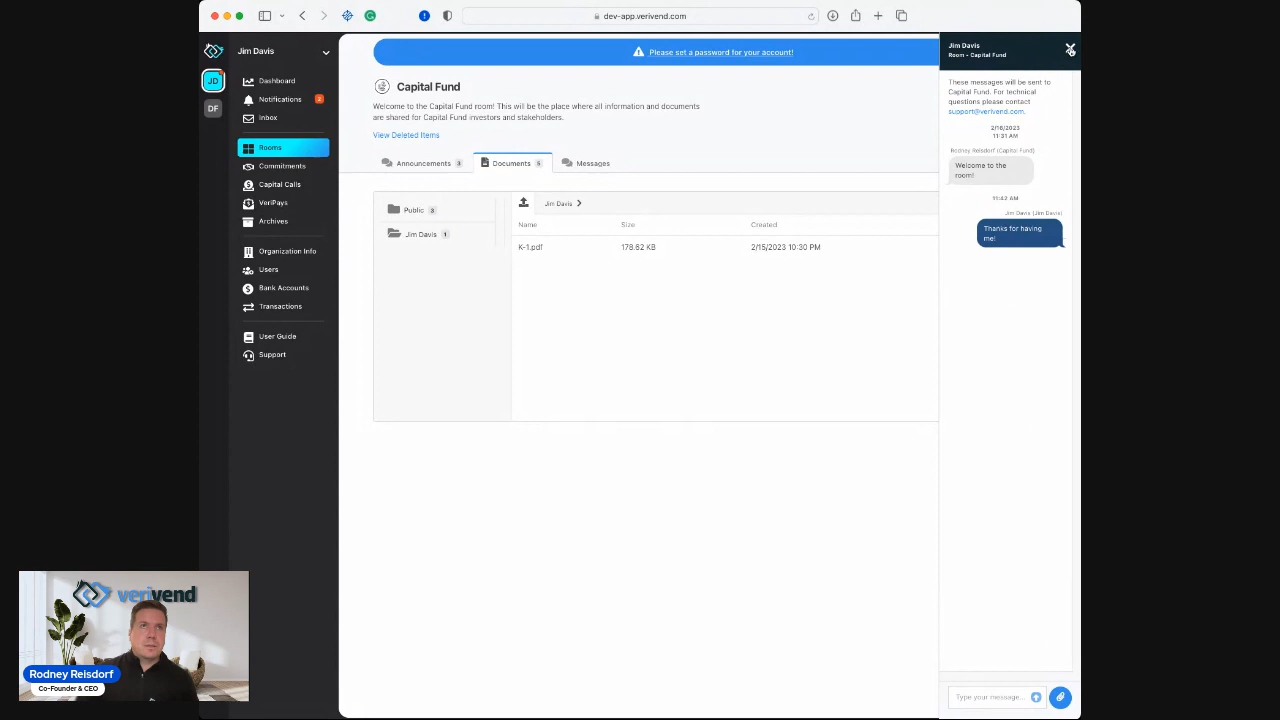 dev-app.verivend.com
Jim Davis
JD
DF
Dashboard
Notifications 2
Inbox
Rooms
Commitments
Capital Calls
VeriPays
Archives
Organization Info
Users
Bank Accounts
Transactions
User Guide
Support
Please set a password for your account!
Capital Fund
Welcome to the Capital Fund room! This will be the place where all information and documents
are shared for Capital Fund investors and stakeholders.
View Deleted Items
Announcements 3
Documents 5
Messages
Public 3
Jim Davis 1
Jim Davis
Name Size Created
K-1.pdf 178.62 KB 2/15/2023 10:30 PM
Jim Davis
Room - Capital Fund
These messages will be sent to
Capital Fund. For technical
questions please contact
support@verivend.com.
2/16/2023
11:31 AM
Rodney Reisdorf (Capital Fund)
Welcome to the
room!
11:42 AM
Jim Davis (Jim Davis)
Thanks for having
me!
Type your message...
verivend
Rodney Reisdorf
Co-Founder & CEO